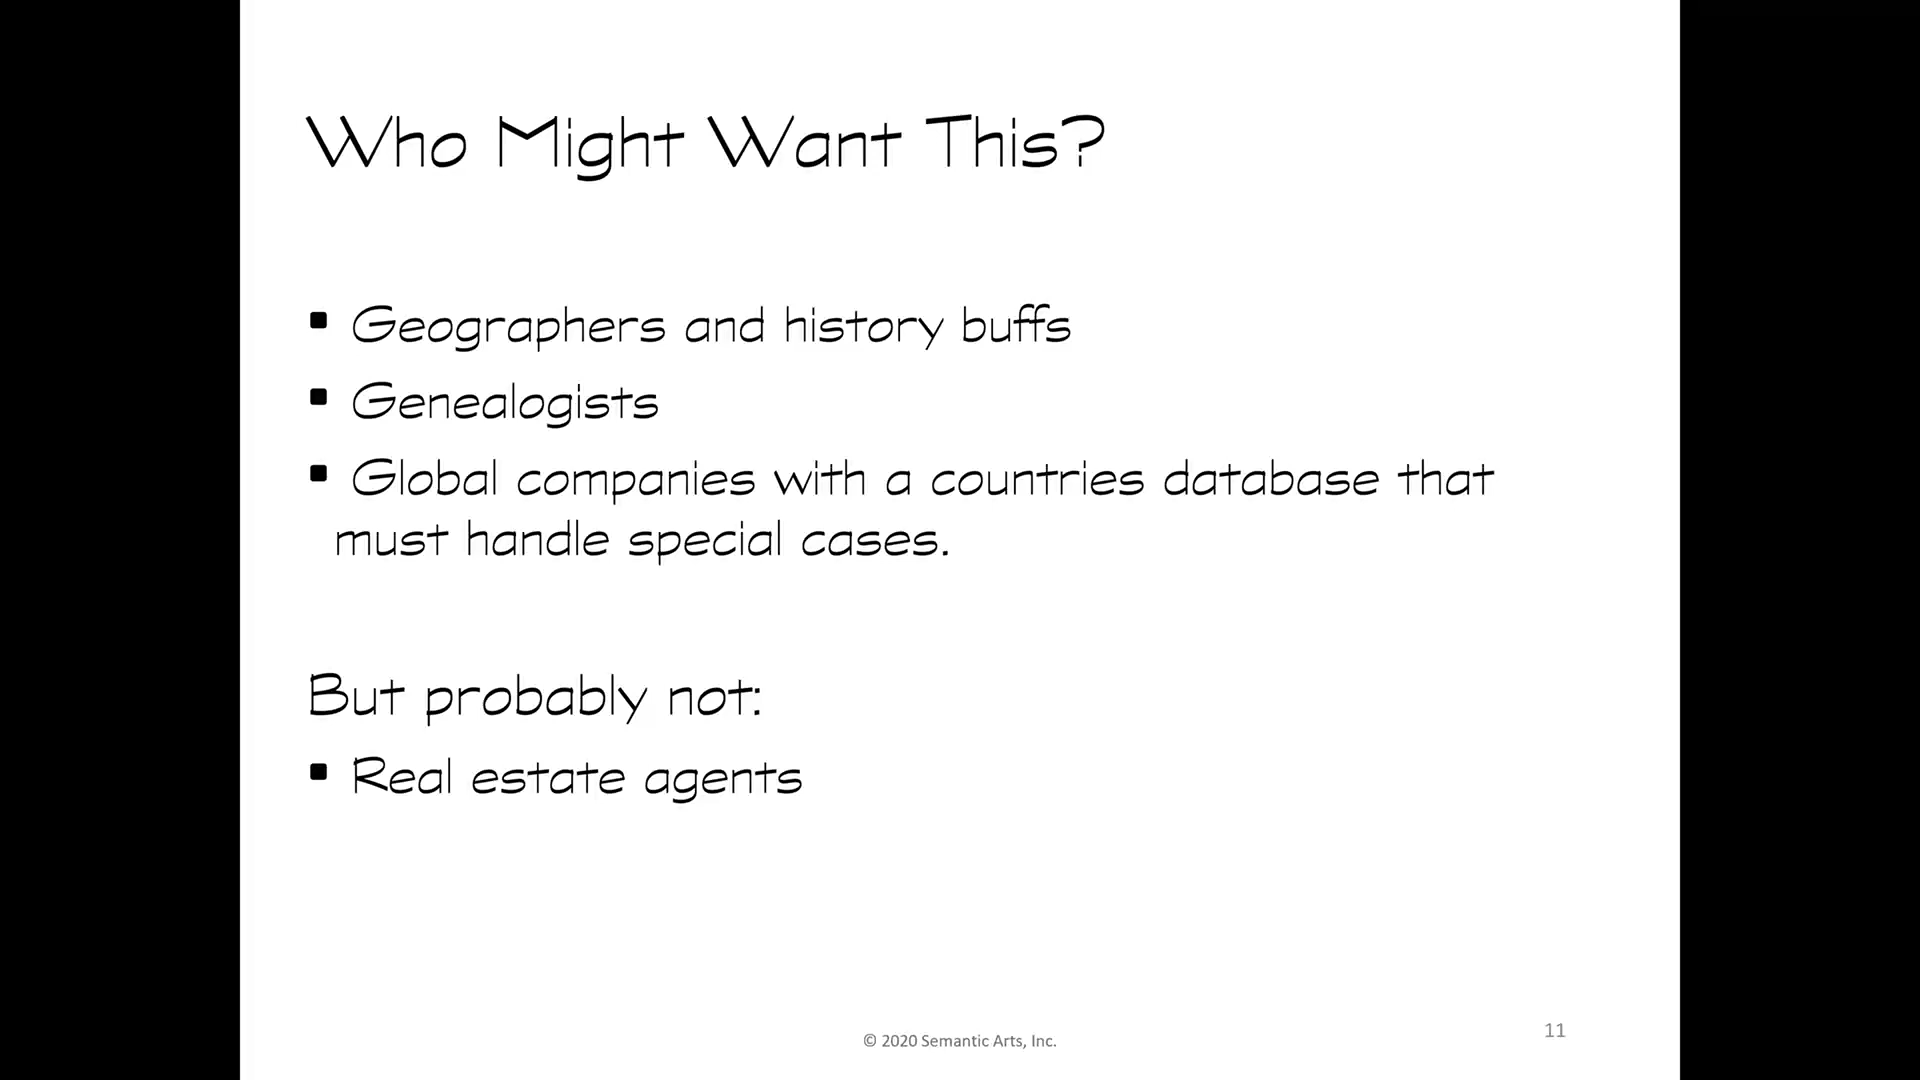 Who Might Want This?
▪ Geographers and history buffs
▪ Genealogists
▪ Global companies with a countries database that
must handle special cases.
But probably not:
▪ Real estate agents
© 2020 Semantic Arts, Inc.
11